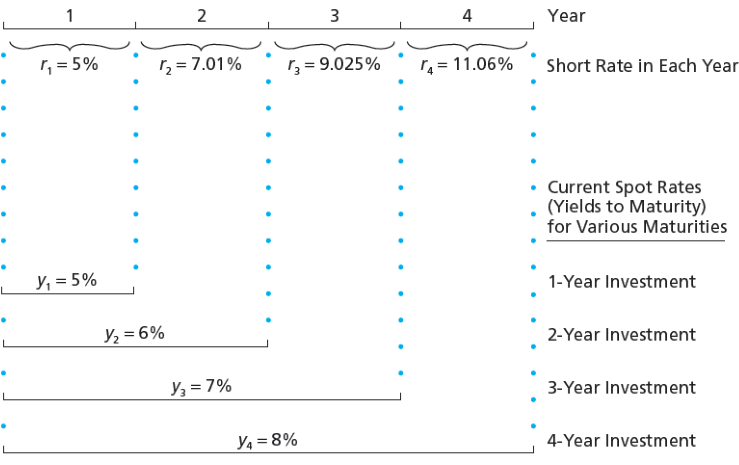 1 2 3 4 Year
r₁ = 5% r₂ = 7.01% r₃ = 9.025% r₄ = 11.06% Short Rate in Each Year
Current Spot Rates
(Yields to Maturity)
for Various Maturities
y₁ = 5% 1-Year Investment
y₂ = 6% 2-Year Investment
y₃ = 7% 3-Year Investment
y₄ = 8% 4-Year Investment